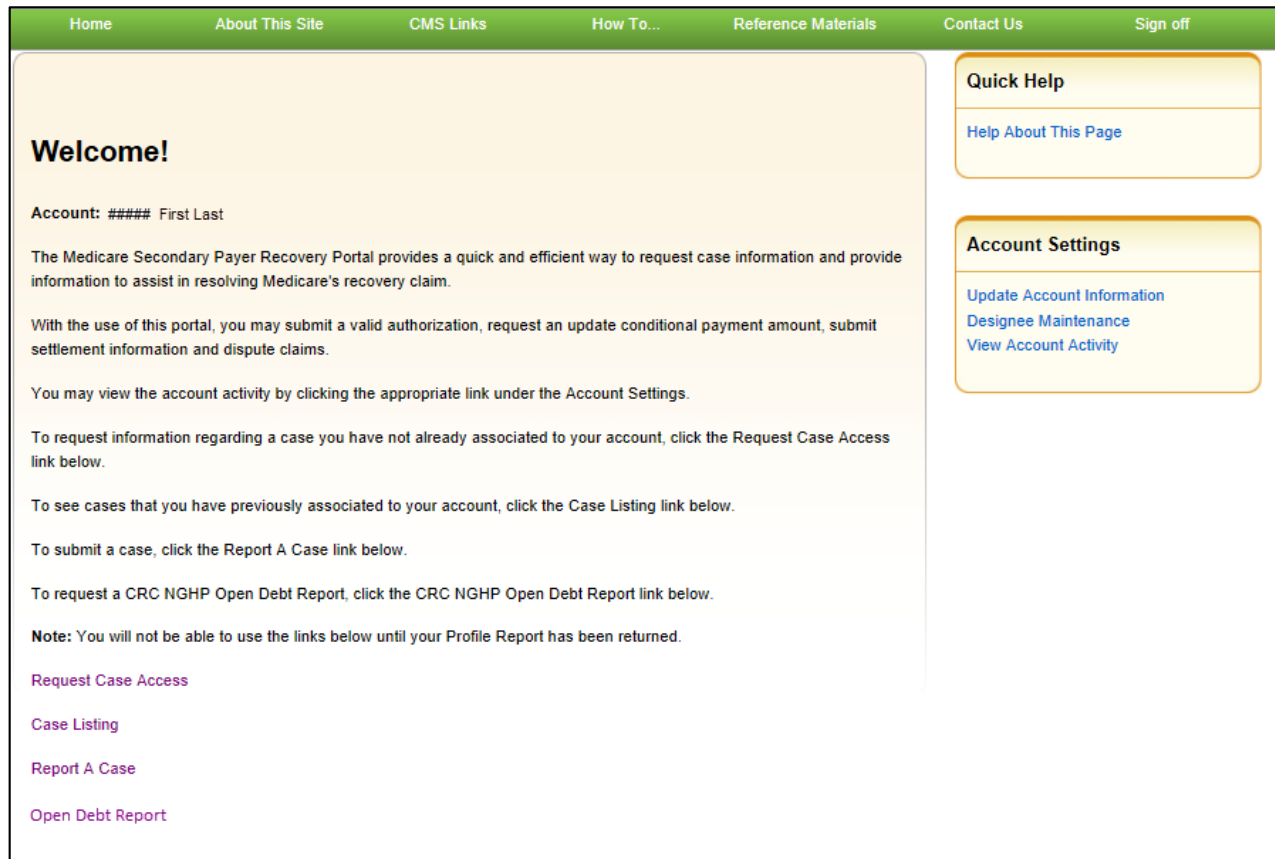 Home About This Site CMS Links How To... Reference Materials Contact Us Sign off
Welcome!
Account: ##### First Last
The Medicare Secondary Payer Recovery Portal provides a quick and efficient way to request case information and provide
information to assist in resolving Medicare's recovery claim.
With the use of this portal, you may submit a valid authorization, request an update conditional payment amount, submit
settlement information and dispute claims.
You may view the account activity by clicking the appropriate link under the Account Settings.
To request information regarding a case you have not already associated to your account, click the Request Case Access
link below.
To see cases that you have previously associated to your account, click the Case Listing link below.
To submit a case, click the Report A Case link below.
To request a CRC NGHP Open Debt Report, click the CRC NGHP Open Debt Report link below.
Note: You will not be able to use the links below until your Profile Report has been returned.
Request Case Access
Case Listing
Report A Case
Open Debt Report
Quick Help
Help About This Page
Account Settings
Update Account Information
Designee Maintenance
View Account Activity